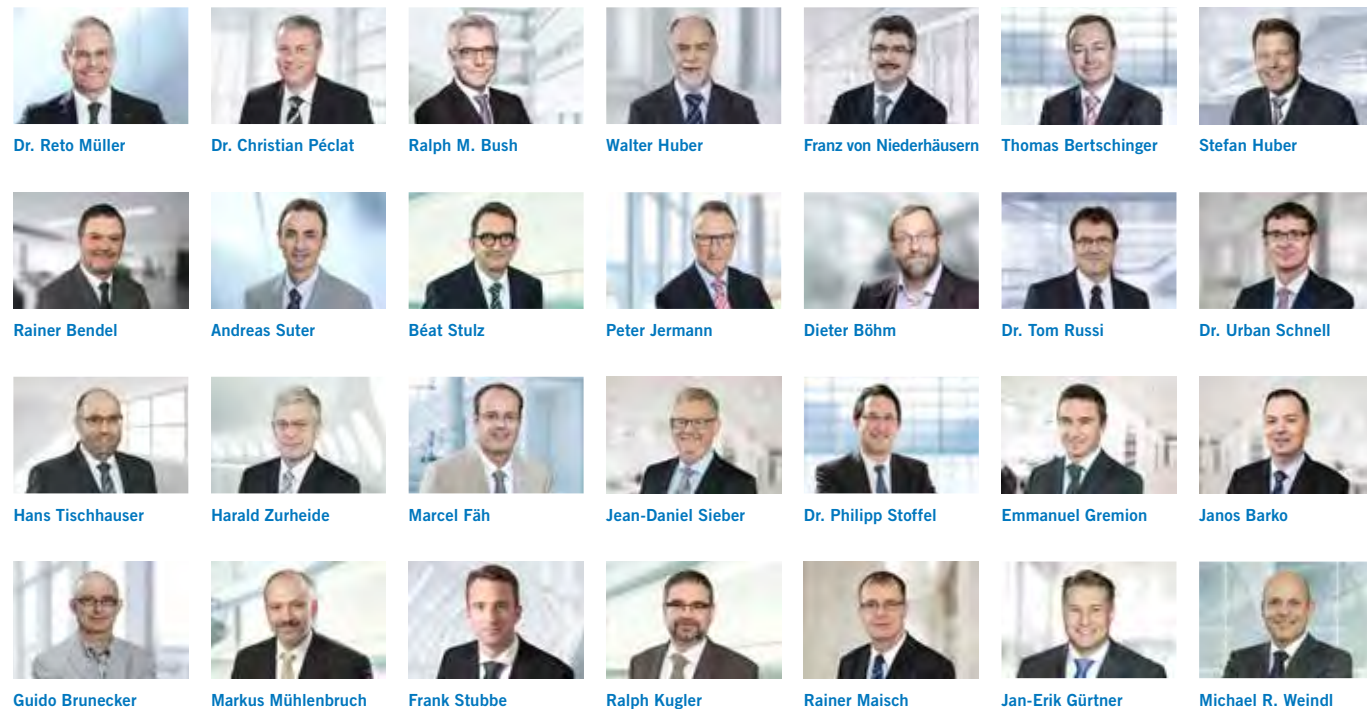 Dr. Reto Müller
Dr. Christian Péclat
Ralph M. Bush
Walter Huber
Franz von Niederhäusern
Thomas Bertschinger
Stefan Huber
Rainer Bendel
Andreas Suter
Béat Stulz
Peter Jermann
Dieter Böhm
Dr. Tom Russi
Dr. Urban Schnell
Hans Tischhauser
Harald Zurheide
Marcel Fäh
Jean-Daniel Sieber
Dr. Philipp Stoffel
Emmanuel Gremion
Janos Barko
Guido Brunecker
Markus Mühlenbruch
Frank Stubbe
Ralph Kugler
Rainer Maisch
Jan-Erik Gürtner
Michael R. Weindl